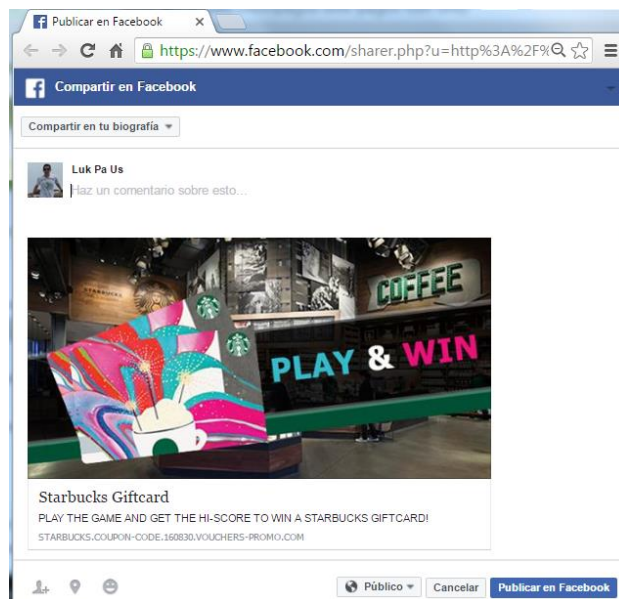 Publicar en Facebook
https://www.facebook.com/sharer.php?u=http%3A%2F%
Compartir en Facebook
Compartir en tu biografía
Luk Pa Us
Haz un comentario sobre esto...
STARBUCKS
COFFEE
PLAY & WIN
Starbucks Giftcard
PLAY THE GAME AND GET THE HI-SCORE TO WIN A STARBUCKS GIFTCARD!
STARBUCKS.COUPON-CODE.160830.VOUCHERS-PROMO.COM
Público Cancelar Publicar en Facebook